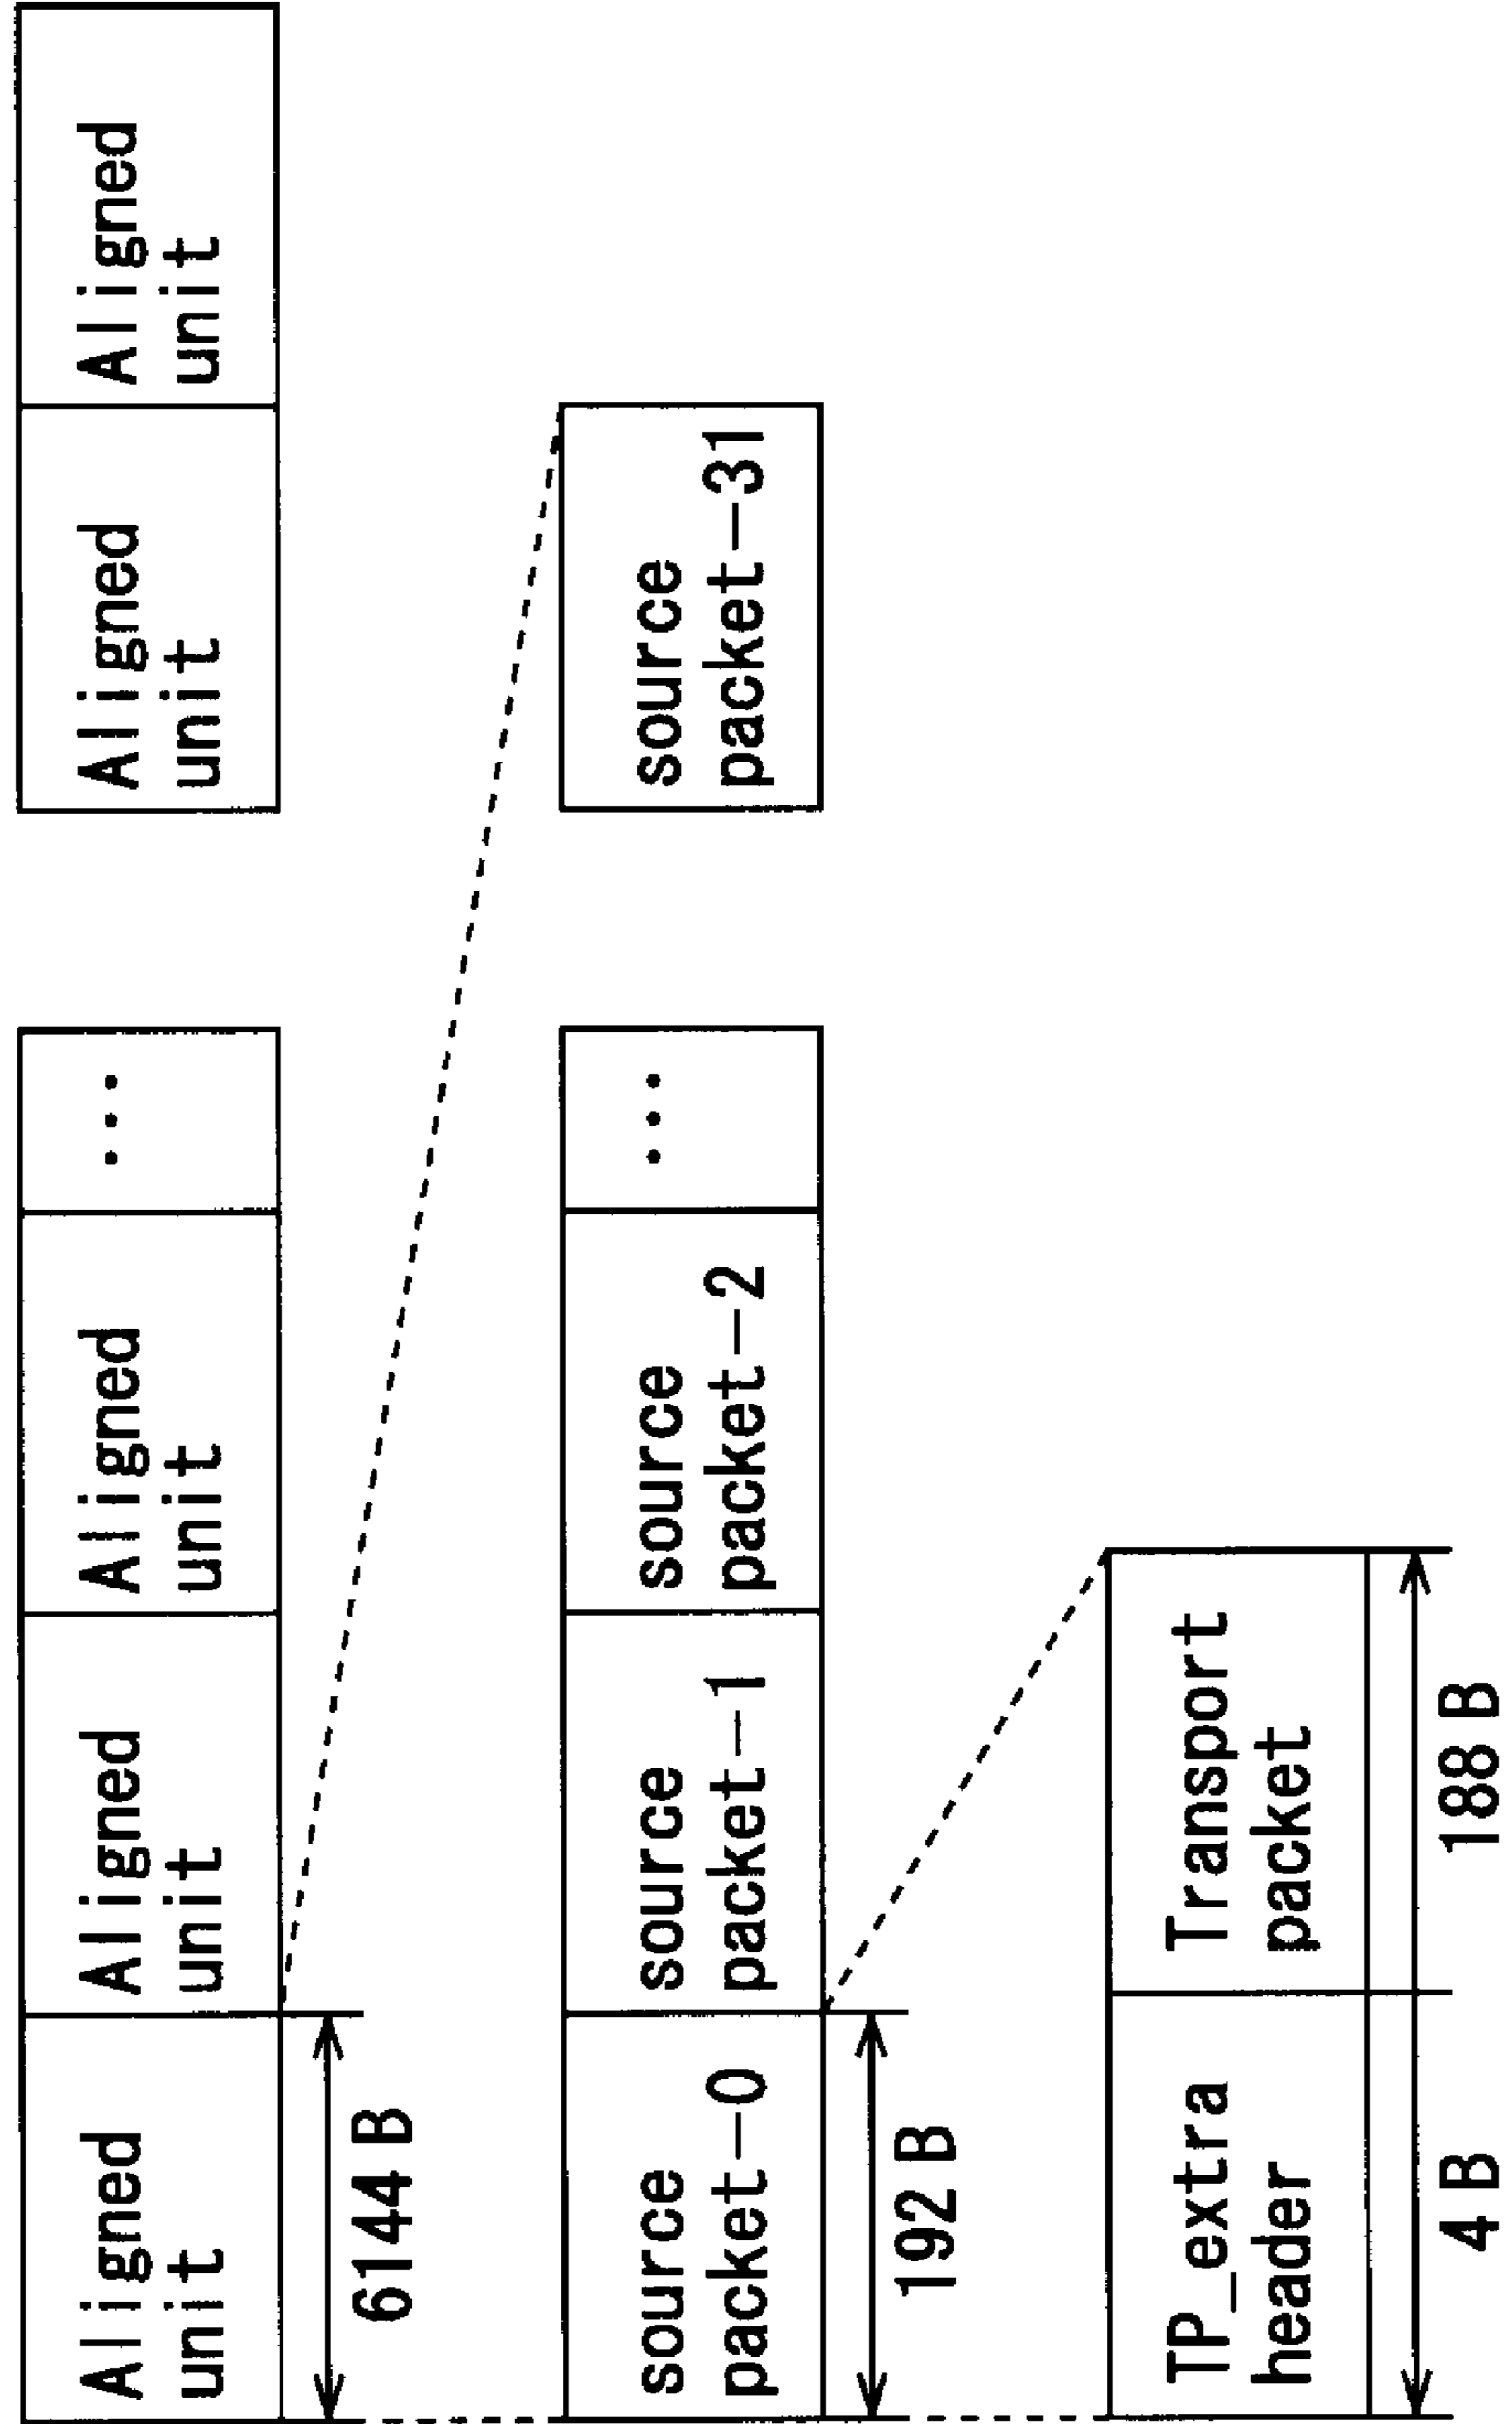 Aligned
unit
Aligned
unit
Aligned
unit
...
Aligned
unit
Aligned
unit
6144 B
source
packet-0
source
packet-1
source
packet-2
...
source
packet-31
192 B
TP_extra
header
Transport
packet
4 B
188 B